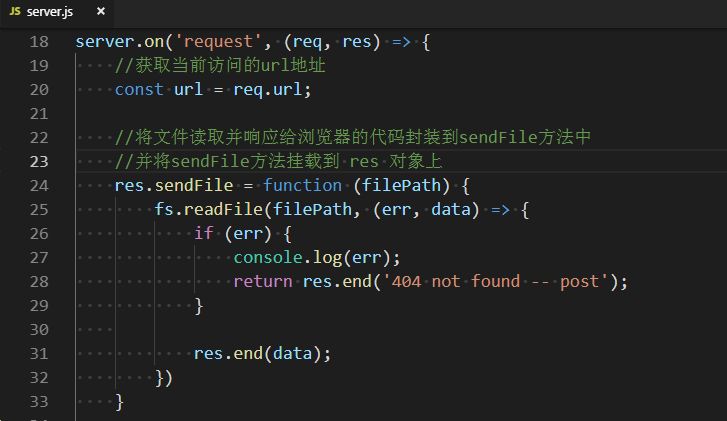 JS server.js ×
18 server.on('request', (req, res) => {
19 //获取当前访问的url地址
20 const url = req.url;
21
22 //将文件读取并响应给浏览器的代码封装到sendFile方法中
23 //并将sendFile方法挂载到 res 对象上
24 res.sendFile = function (filePath) {
25 fs.readFile(filePath, (err, data) => {
26 if (err) {
27 console.log(err);
28 return res.end('404 not found -- post');
29 }
30
31 res.end(data);
32 })
33 }